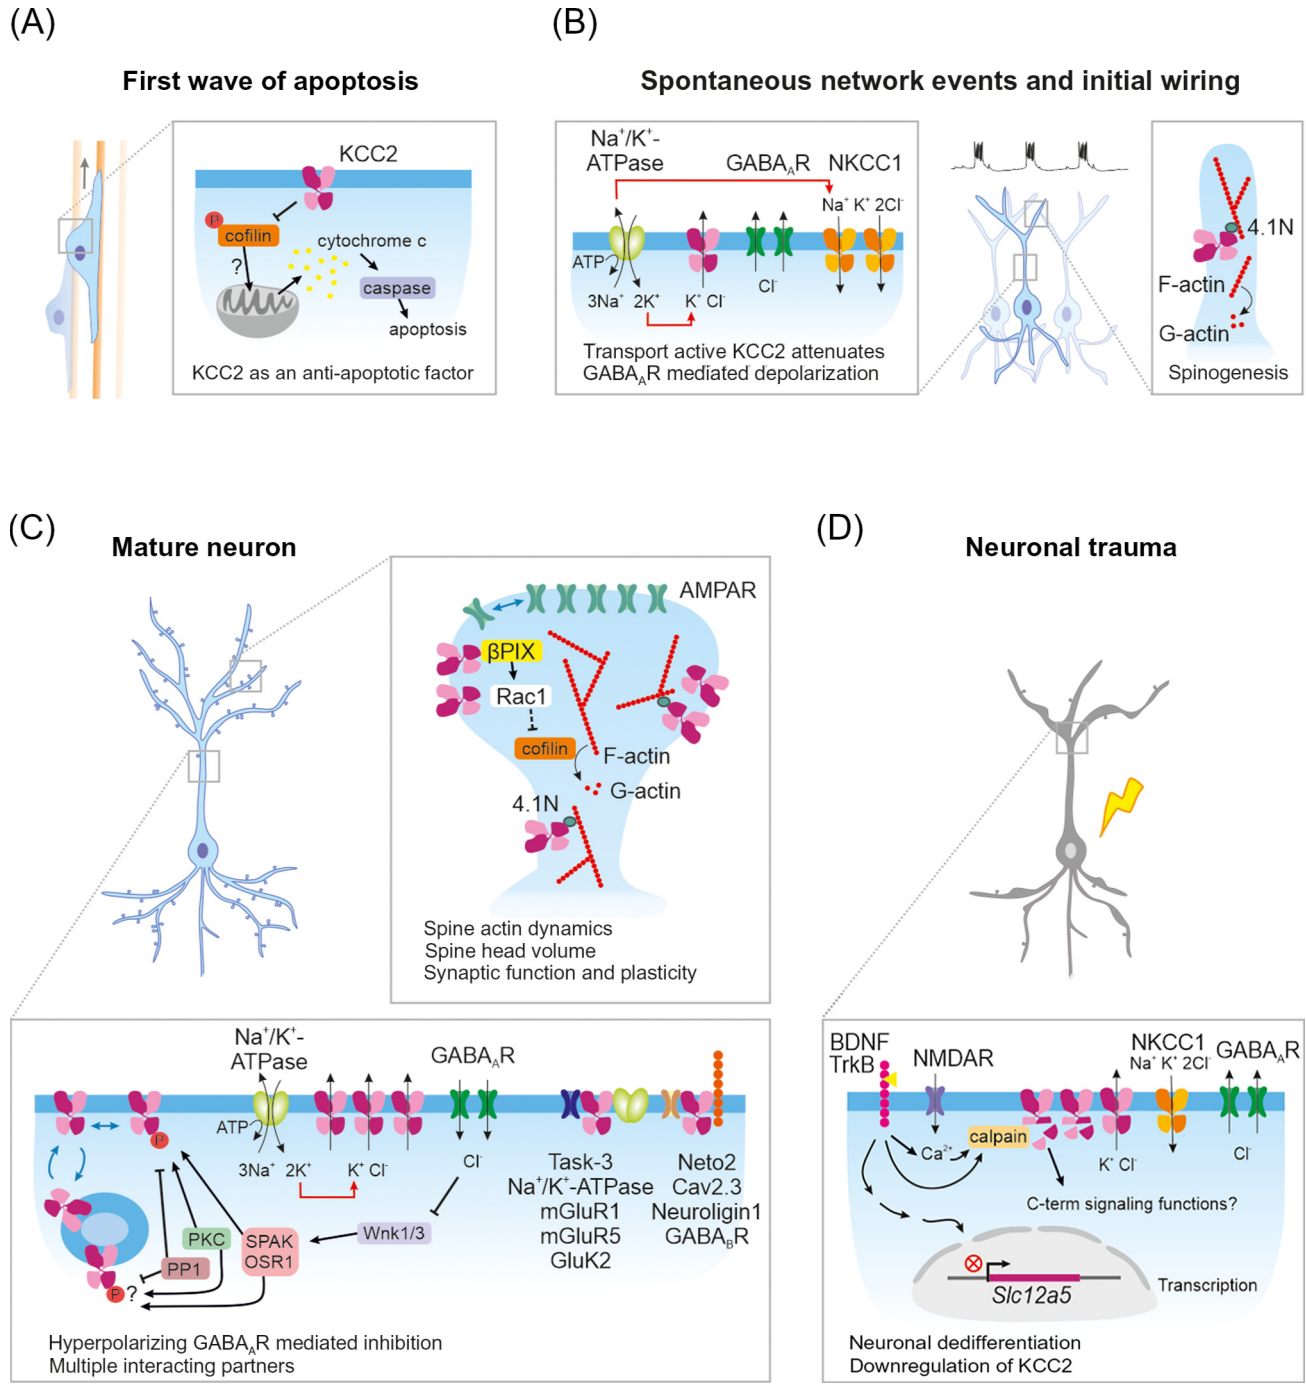 (A)
First wave of apoptosis
KCC2
P
cofilin
cytochrome c
?
caspase
apoptosis
KCC2 as an anti-apoptotic factor
(B)
Spontaneous network events and initial wiring
Na⁺/K⁺-
ATPase
GABA_AR
NKCC1
Na⁺ K⁺ 2Cl⁻
ATP
3Na⁺ 2K⁺
K⁺ Cl⁻
Cl⁻
Transport active KCC2 attenuates
GABA_AR mediated depolarization
4.1N
F-actin
G-actin
Spinogenesis
(C)
Mature neuron
AMPAR
βPIX
Rac1
cofilin
F-actin
G-actin
4.1N
Spine actin dynamics
Spine head volume
Synaptic function and plasticity
Na⁺/K⁺-
ATPase
GABA_AR
P
ATP
3Na⁺ 2K⁺
K⁺ Cl⁻
Cl⁻
Wnk1/3
PKC
SPAK
OSR1
PP1
P ?
Task-3
Na⁺/K⁺-ATPase
mGluR1
mGluR5
GluK2
Neto2
Cav2.3
Neuroligin1
GABA_BR
Hyperpolarizing GABA_AR mediated inhibition
Multiple interacting partners
(D)
Neuronal trauma
BDNF
TrkB
NMDAR
NKCC1
Na⁺ K⁺ 2Cl⁻
GABA_AR
calpain
Ca²⁺
K⁺ Cl⁻
Cl⁻
C-term signaling functions?
Slc12a5
Transcription
Neuronal dedifferentiation
Downregulation of KCC2